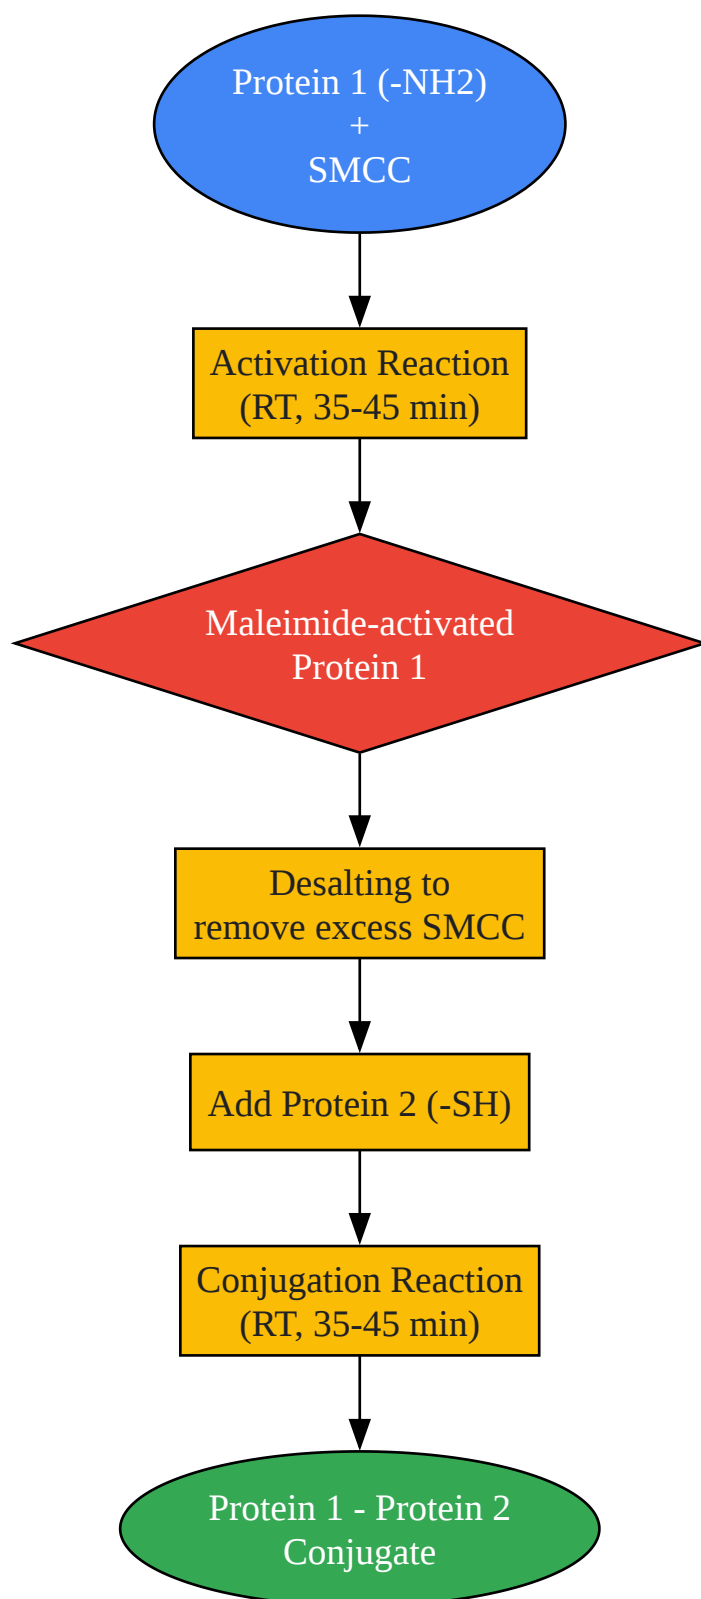 Protein 1 (-NH2)
+
SMCC
Activation Reaction
(RT, 35-45 min)
Maleimide-activated
Protein 1
Desalting to
remove excess SMCC
Add Protein 2 (-SH)
Conjugation Reaction
(RT, 35-45 min)
Protein 1 - Protein 2
Conjugate